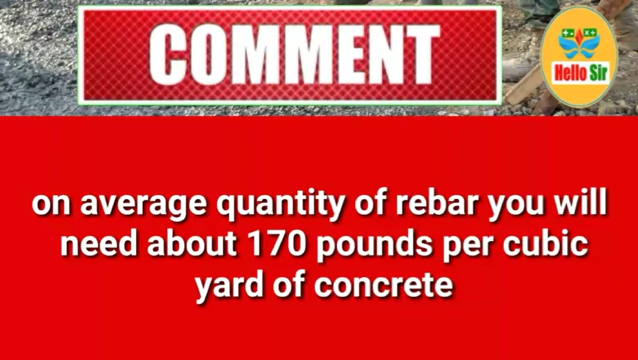 COMMENT
Hello Sir
on average quantity of rebar you will
need about 170 pounds per cubic
yard of concrete